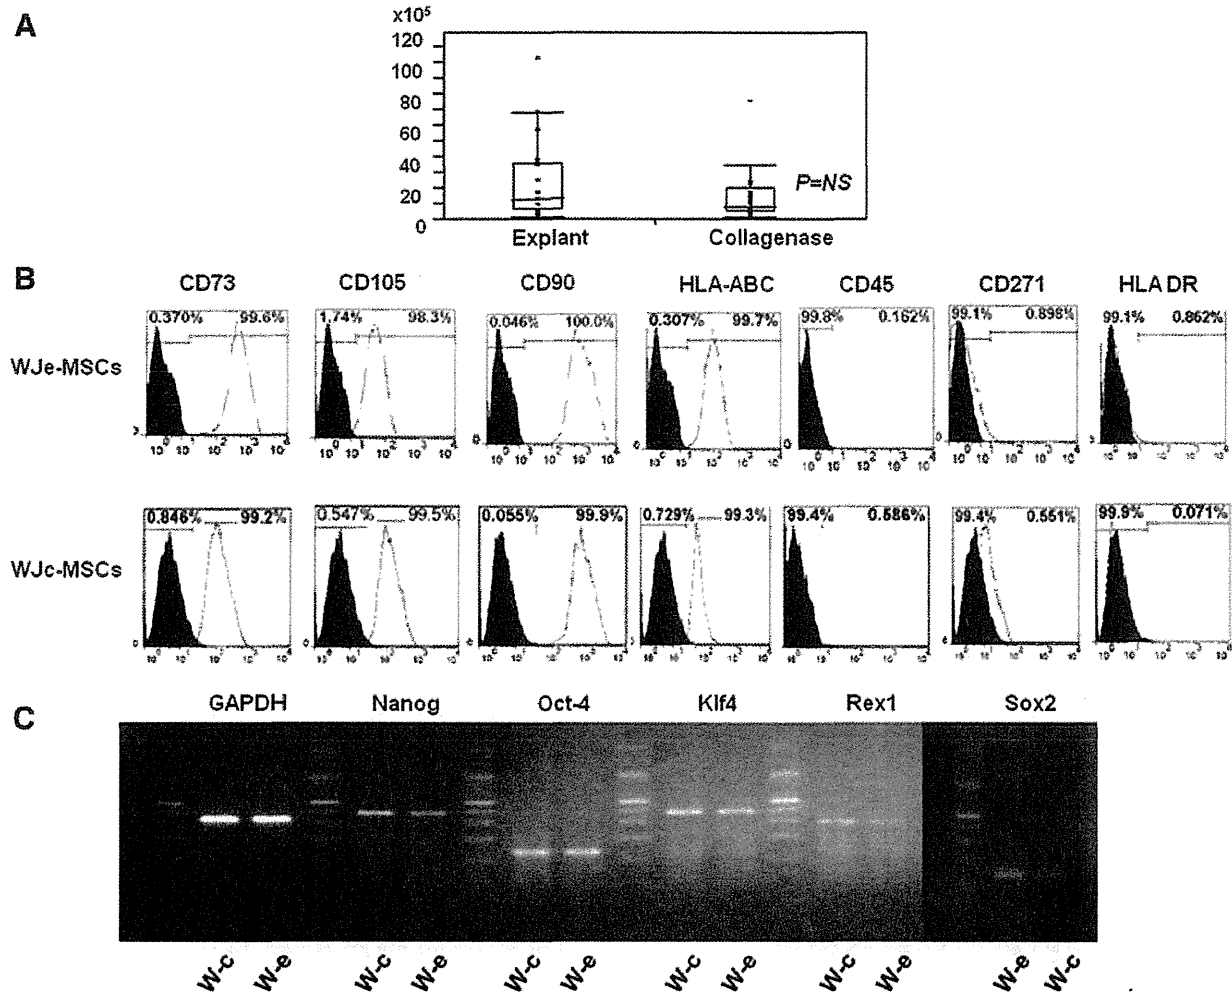 A
x10⁵
120
100
80
60
40
20
0
P=NS
Explant Collagenase
B
CD73 CD105 CD90 HLA-ABC CD45 CD271 HLA DR
WJe-MSCs
0.370% 99.6% 1.74% 98.3% 0.046% 100.0% 0.307% 99.7% 99.8% 0.162% 99.1% 0.898% 99.1% 0.862%
WJc-MSCs
0.846% 99.2% 0.547% 99.5% 0.055% 99.9% 0.729% 99.3% 99.4% 0.586% 99.4% 0.551% 99.9% 0.071%
C
GAPDH Nanog Oct-4 Klf4 Rex1 Sox2
W-c W-e W-c W-e W-c W-e W-c W-e W-c W-e W-e W-c